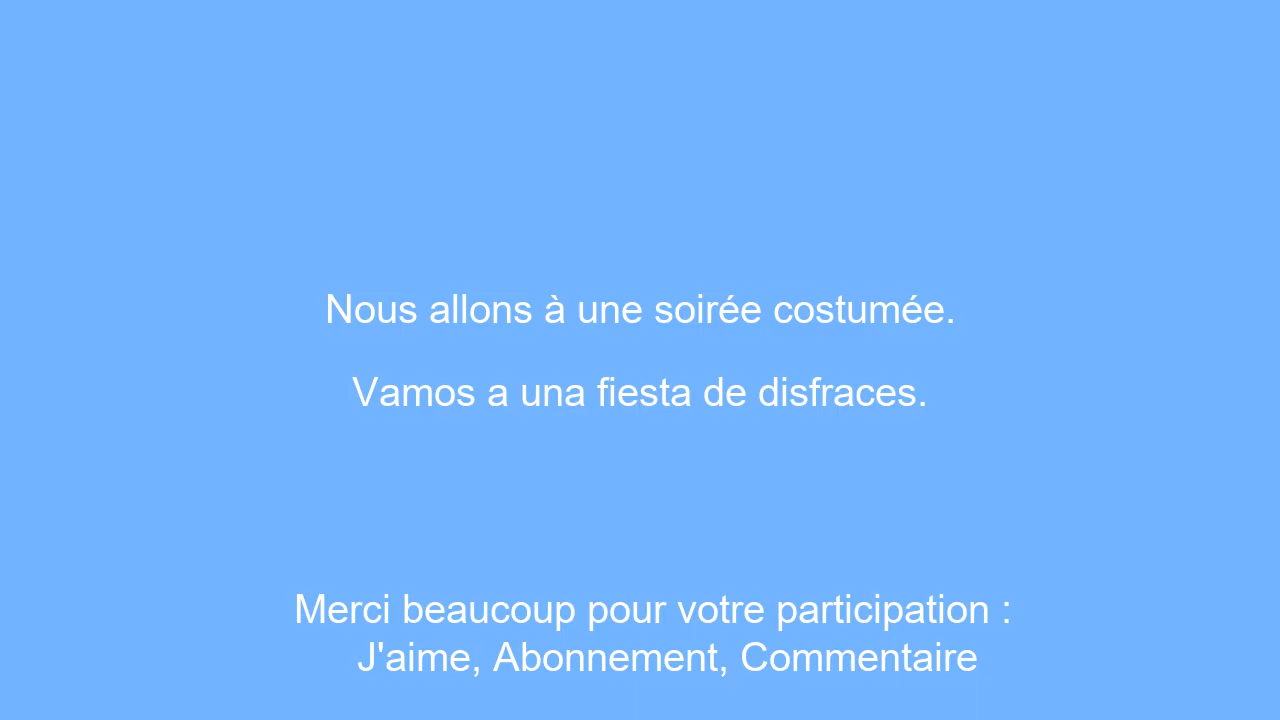 Nous allons à une soirée costumée.
Vamos a una fiesta de disfraces.
Merci beaucoup pour votre participation :
J'aime, Abonnement, Commentaire